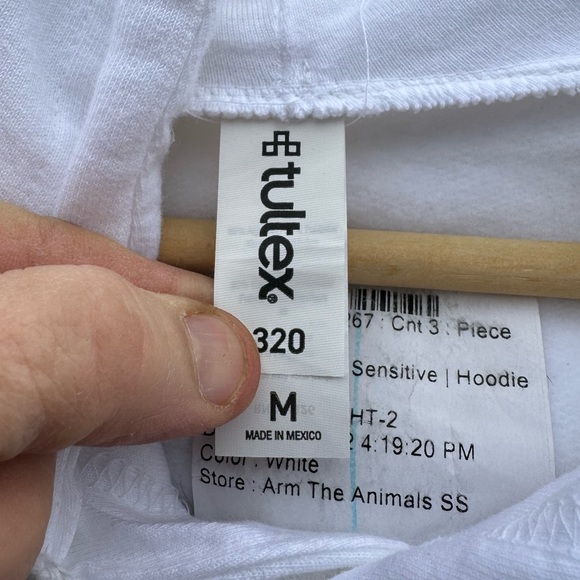 tultex
320
M
MADE IN MEXICO
267 : Cnt 3 : Piece
Sensitive | Hoodie
HT-2
4:19:20 PM
Color : White
Store : Arm The Animals SS